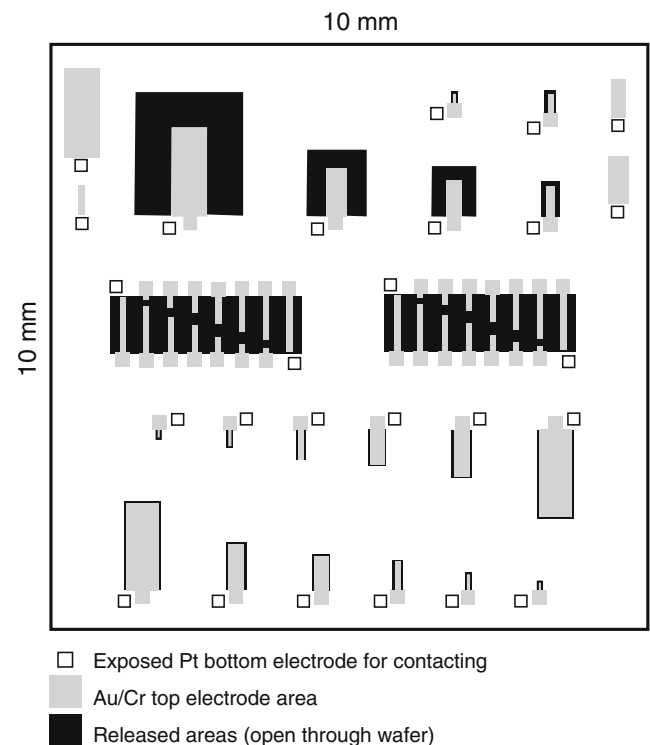 10 mm
10 mm
Exposed Pt bottom electrode for contacting
Au/Cr top electrode area
Released areas (open through wafer)